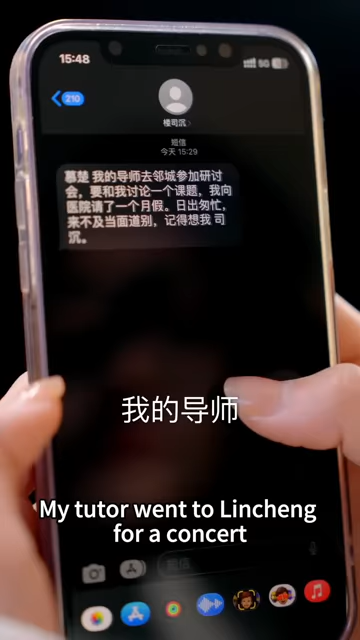 15:48
5G
210
楼司沉
短信
今天 15:29
慕楚 我的导师去邻城参加研讨
会，要和我讨论一个课题，我向
医院请了一个月假。日出匆忙，
来不及当面道别，记得想我 司
沉。
我的导师
My tutor went to Lincheng
for a concert
短信